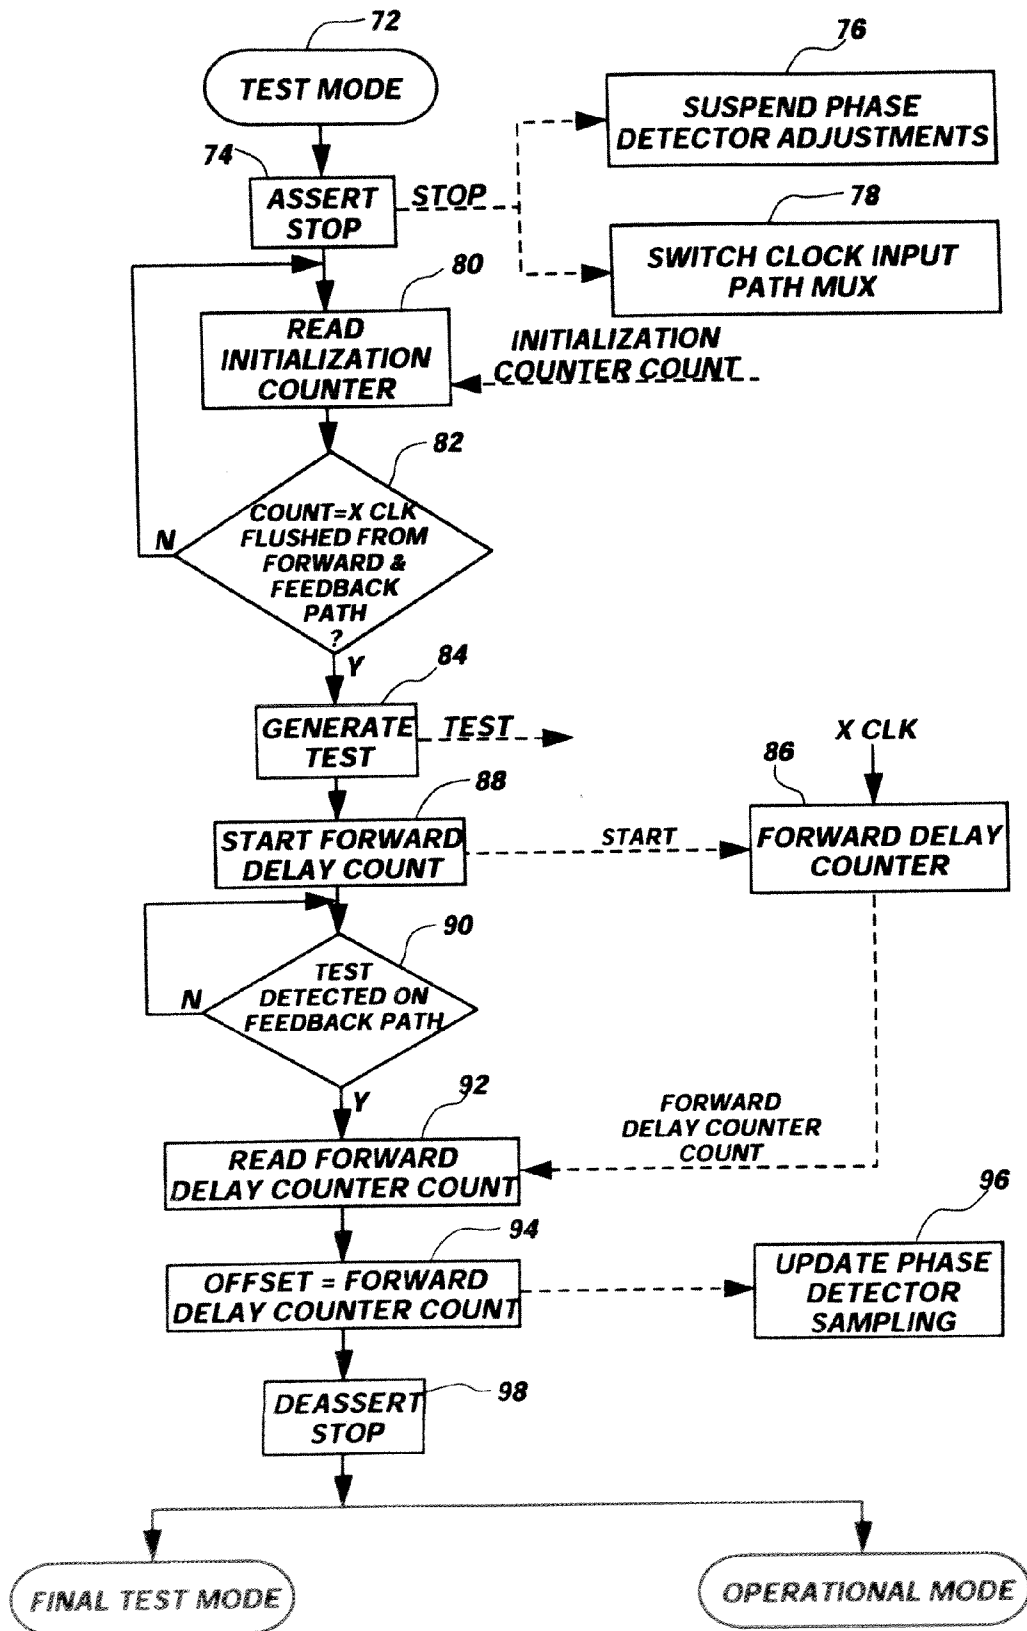 72
TEST MODE
76
SUSPEND PHASE
DETECTOR ADJUSTMENTS
74
ASSERT
STOP
STOP
78
SWITCH CLOCK INPUT
PATH MUX
80
READ
INITIALIZATION
COUNTER
INITIALIZATION
COUNTER COUNT
82
COUNT=X CLK
FLUSHED FROM
FORWARD &
FEEDBACK
PATH
?
N
Y
84
GENERATE
TEST
TEST
X CLK
86
FORWARD DELAY
COUNTER
88
START FORWARD
DELAY COUNT
START
90
TEST
DETECTED ON
FEEDBACK PATH
N
Y
92
READ FORWARD
DELAY COUNTER COUNT
FORWARD
DELAY COUNTER
COUNT
94
OFFSET = FORWARD
DELAY COUNTER COUNT
96
UPDATE PHASE
DETECTOR
SAMPLING
98
DEASSERT
STOP
FINAL TEST MODE
OPERATIONAL MODE